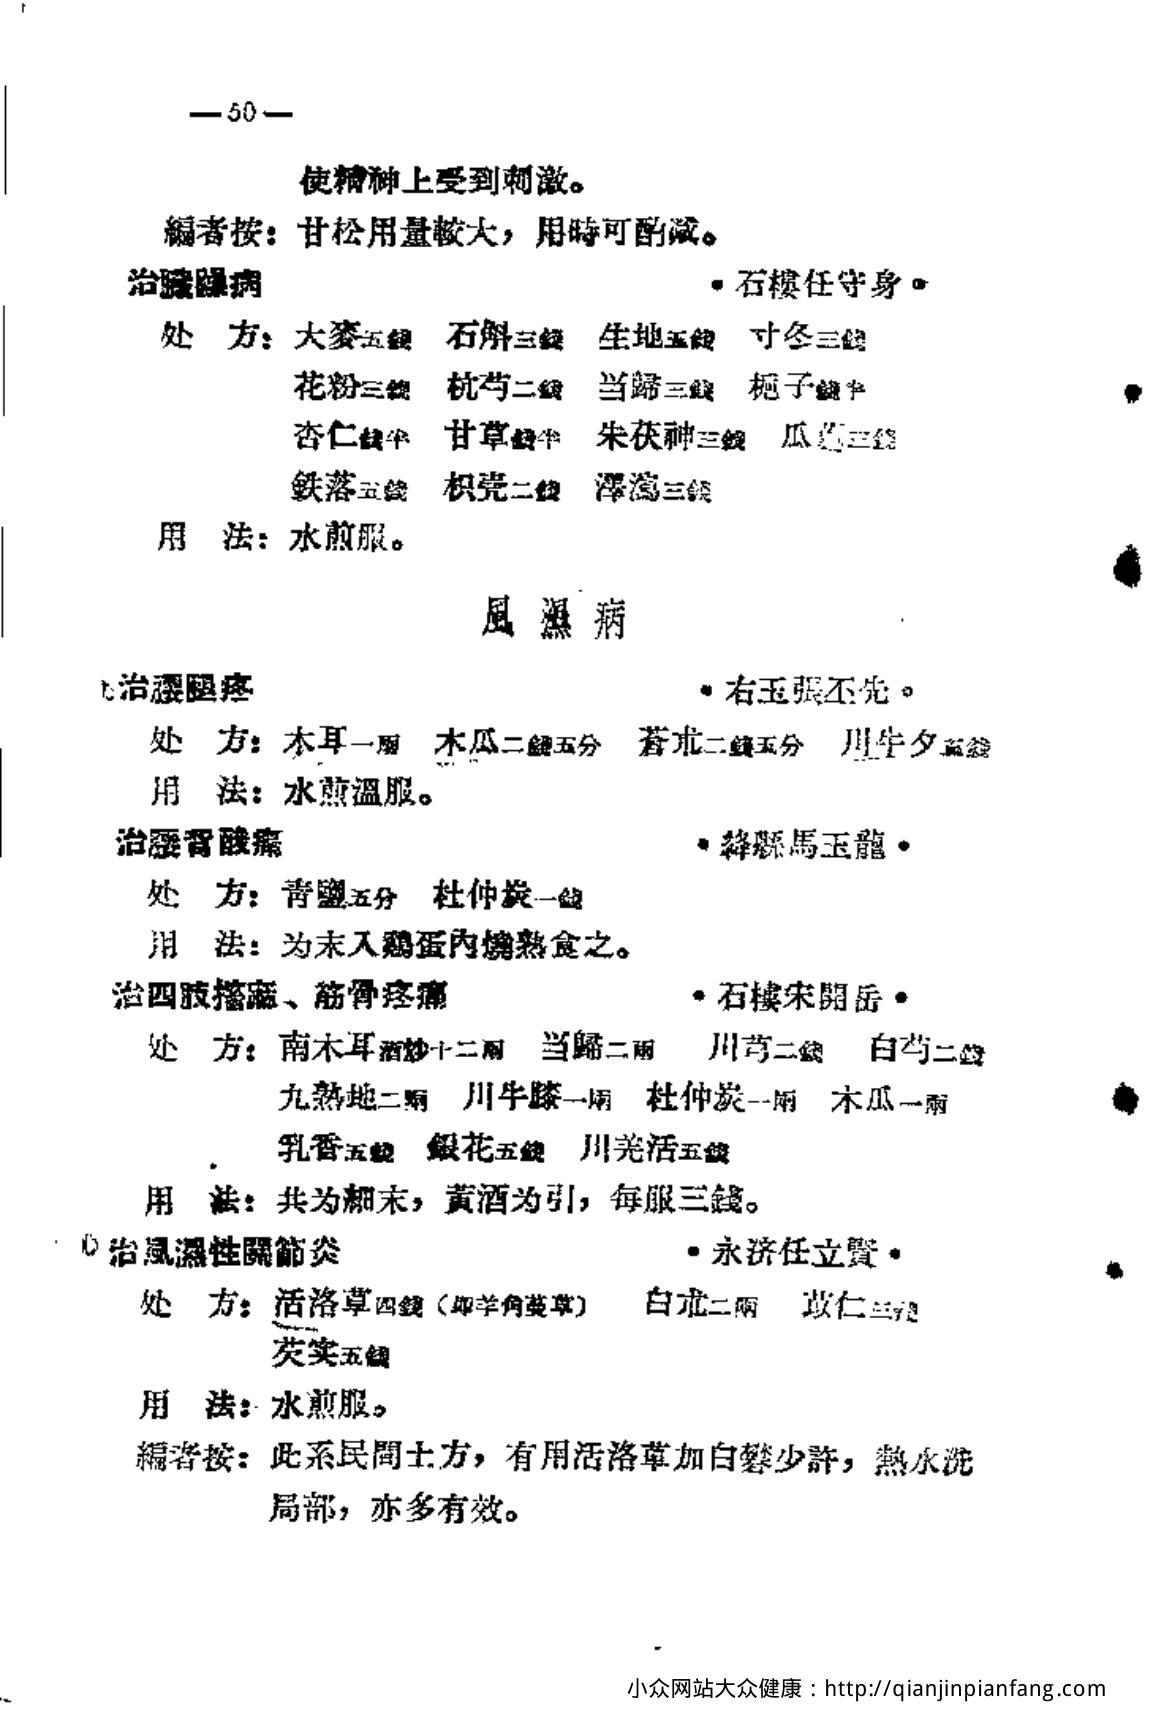 —50—
使精神上受到刺激。
編者按：甘松用量較大，用時可酌减。
治臟躁病 •石樓任守身•
处 方：大麥五錢 石斛三錢 生地五錢 寸冬三錢
花粉三錢 杭芍二錢 当歸三錢 梔子錢半
杏仁錢半 甘草錢半 朱茯神三錢 瓜 三錢
鉄落五錢 枳壳二錢 澤瀉三錢
用 法：水煎服。
風濕病
治腰腿疼 •右玉張丕先。
处 方：木耳一兩 木瓜二錢五分 蒼朮二錢五分 川牛夕五錢
用 法：水煎溫服。
治腰背酸痛 •絳縣馬玉龍•
处 方：青鹽五分 杜仲炭一錢
用 法：为末入鷄蛋內燒熟食之。
治四肢搐蔴、筋骨疼痛 •石樓宋開岳•
处 方：南木耳酒炒十二兩 当歸二兩 川芎二錢 白芍二錢
九熟地二兩 川牛膝一兩 杜仲炭一兩 木瓜一兩
乳香五錢 銀花五錢 川羌活五錢
用 法：共为細末，黃酒为引，每服三錢。
治風濕性關節炎 •永济任立賢•
处 方：活洛草四錢（即羊角蔓草） 白朮二兩 苡仁三錢
芡实五錢
用 法：水煎服。
編者按：此系民間土方，有用活洛草加白礬少許，熱水洗
局部，亦多有效。
小众网站大众健康：http://qianjinpianfang.com